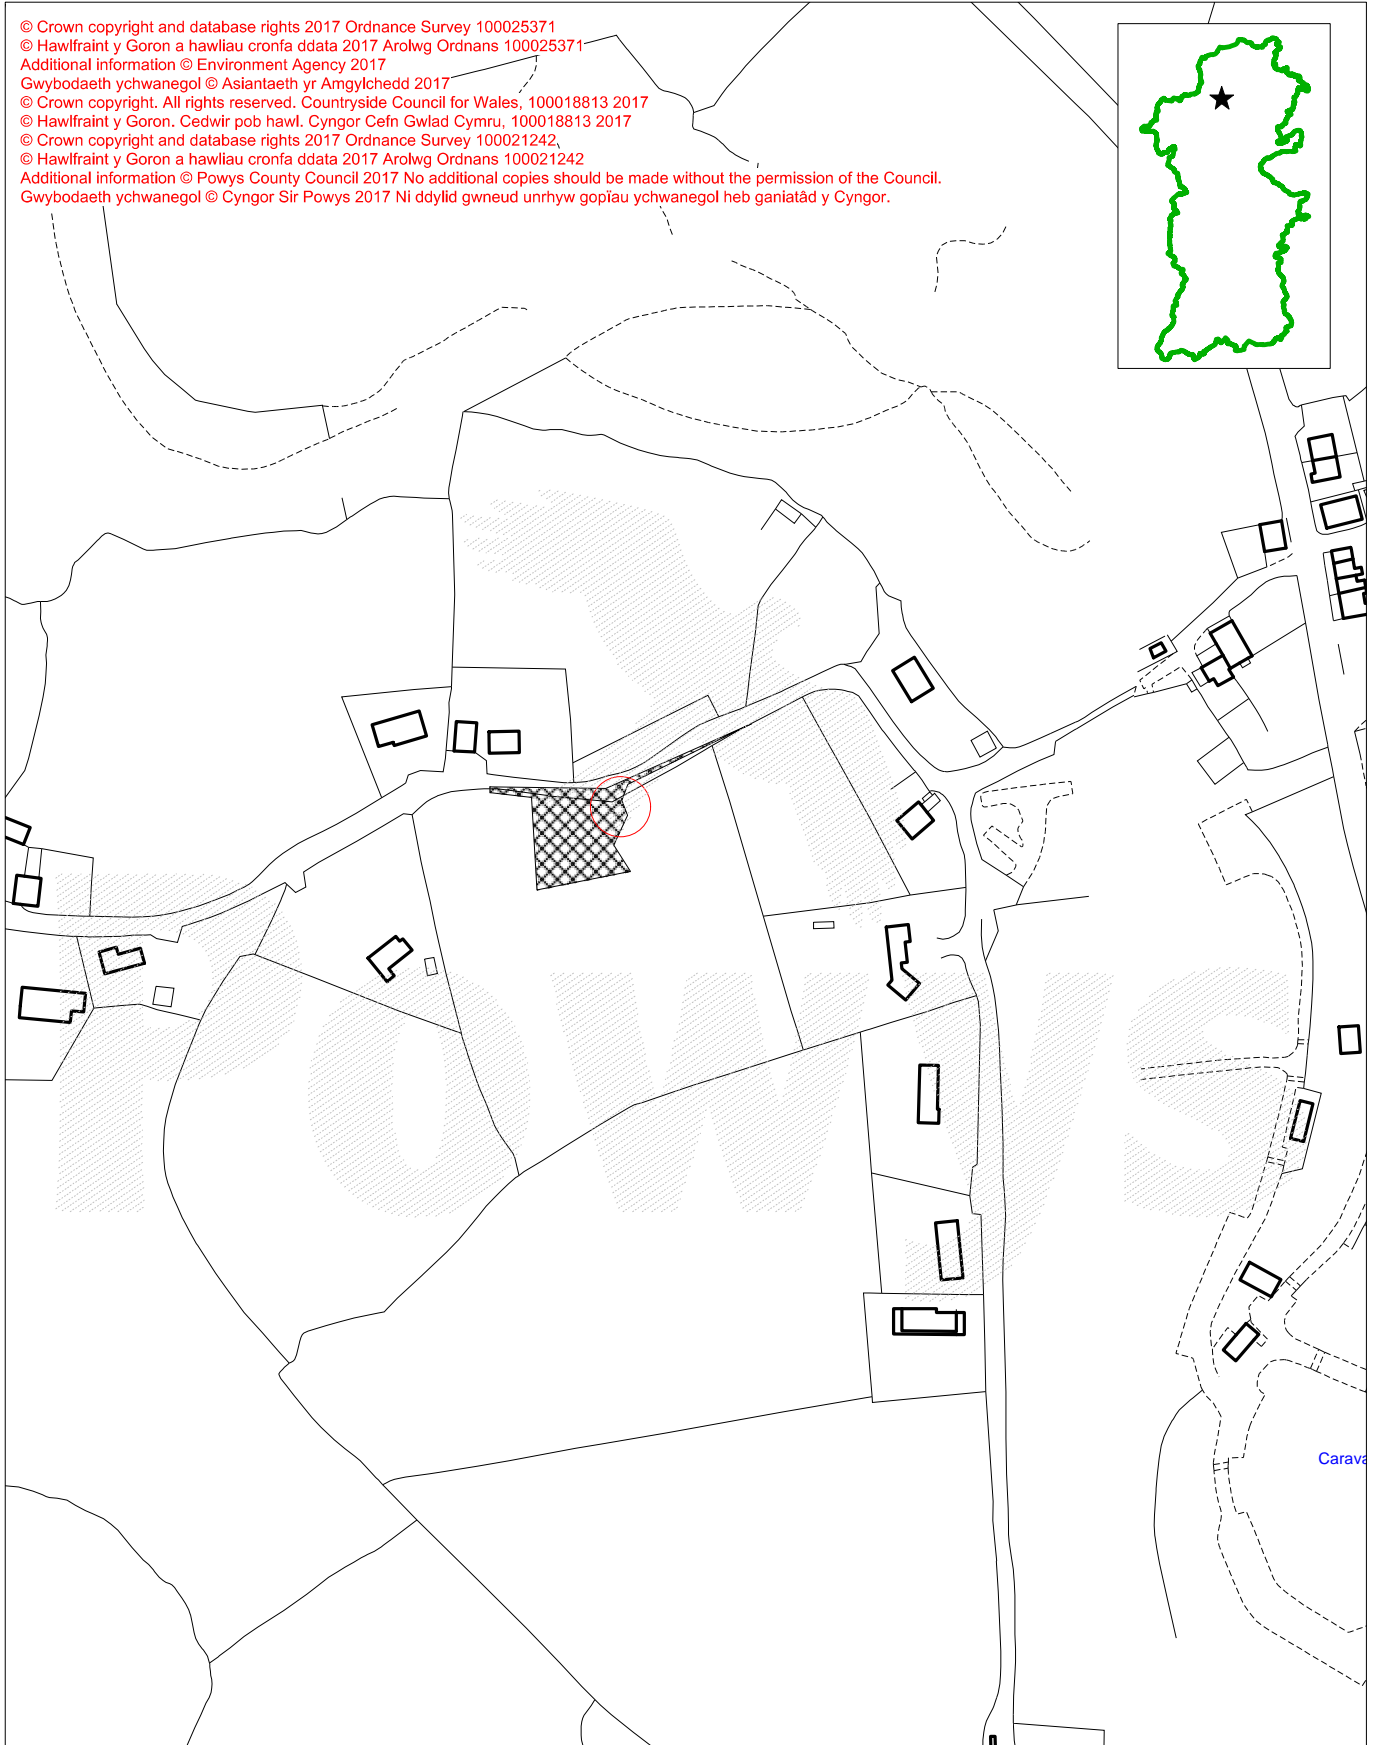 © Crown copyright and database rights 2017 Ordnance Survey 100025371
© Hawlfraint y Goron a hawliau cronfa ddata 2017 Arolwg Ordnans 100025371
Additional information © Environment Agency 2017
Gwybodaeth ychwanegol © Asiantaeth yr Amgylchedd 2017
© Crown copyright. All rights reserved. Countryside Council for Wales, 100018813 2017
© Hawlfraint y Goron. Cedwir pob hawl. Cyngor Cefn Gwlad Cymru, 100018813 2017
© Crown copyright and database rights 2017 Ordnance Survey 100021242
© Hawlfraint y Goron a hawliau cronfa ddata 2017 Arolwg Ordnans 100021242
Additional information © Powys County Council 2017 No additional copies should be made without the permission of the Council.
Gwybodaeth ychwanegol © Cyngor Sir Powys 2017 Ni ddylid gwneud unrhyw gopïau ychwanegol heb ganiatâd y Cyngor.
Powys
Carava